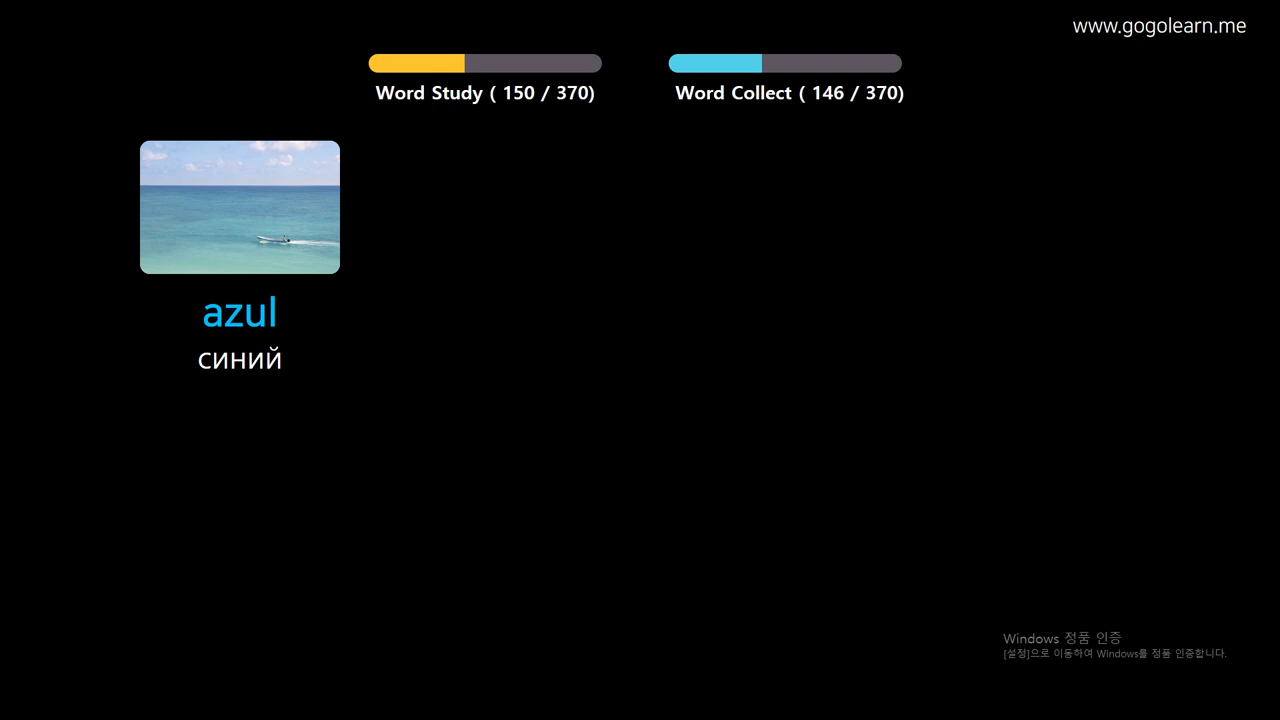 www.gogolearn.me
Word Study ( 150 / 370)
Word Collect ( 146 / 370)
azul
синий
Windows 정품 인증
[설정]으로 이동하여 Windows를 정품 인증합니다.